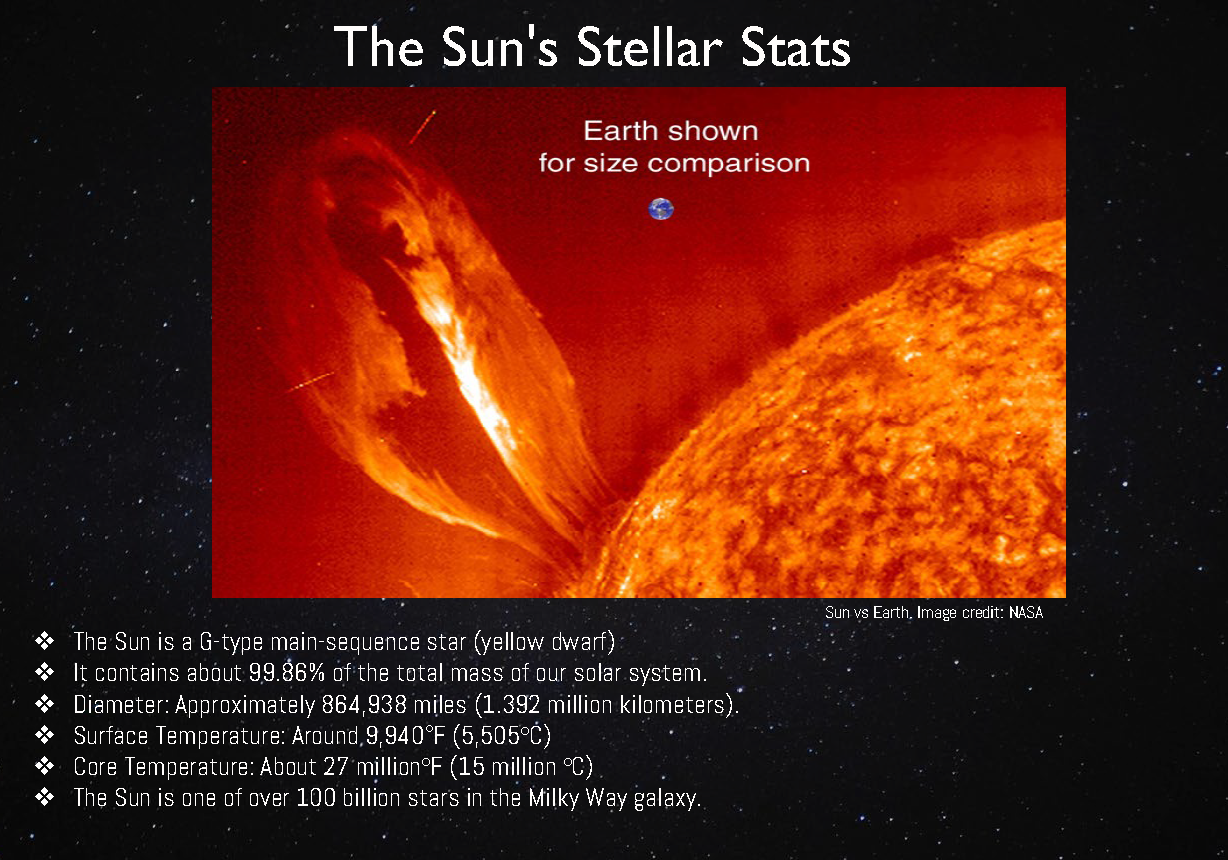 The Sun's Stellar Stats
Earth shown
for size comparison
Sun vs Earth, Image credit: NASA
❖ The Sun is a G-type main-sequence star (yellow dwarf)
❖ It contains about 99.86% of the total mass of our solar system.
❖ Diameter: Approximately 864,938 miles (1.392 million kilometers).
❖ Surface Temperature: Around 9,940°F (5,505°C)
❖ Core Temperature: About 27 million°F (15 million °C)
❖ The Sun is one of over 100 billion stars in the Milky Way galaxy.